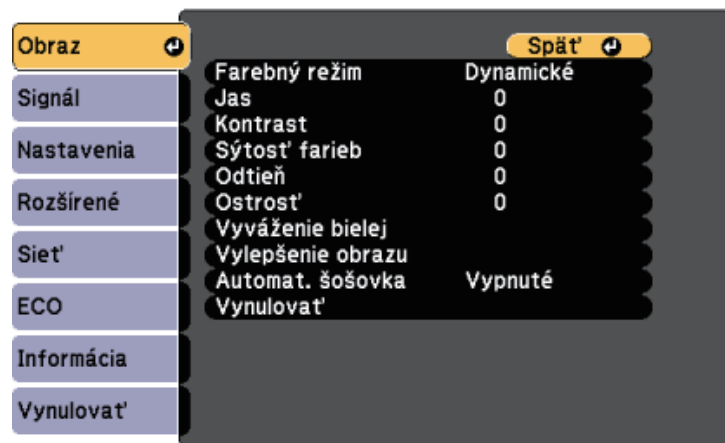 Obraz
Signál
Nastavenia
Rozšírené
Sieť
ECO
Informácia
Vynulovať
Späť
Farebný režim Dynamické
Jas 0
Kontrast 0
Sýtosť farieb 0
Odtieň 0
Ostrosť 0
Vyváženie bielej
Vylepšenie obrazu
Automat. šošovka Vypnuté
Vynulovať